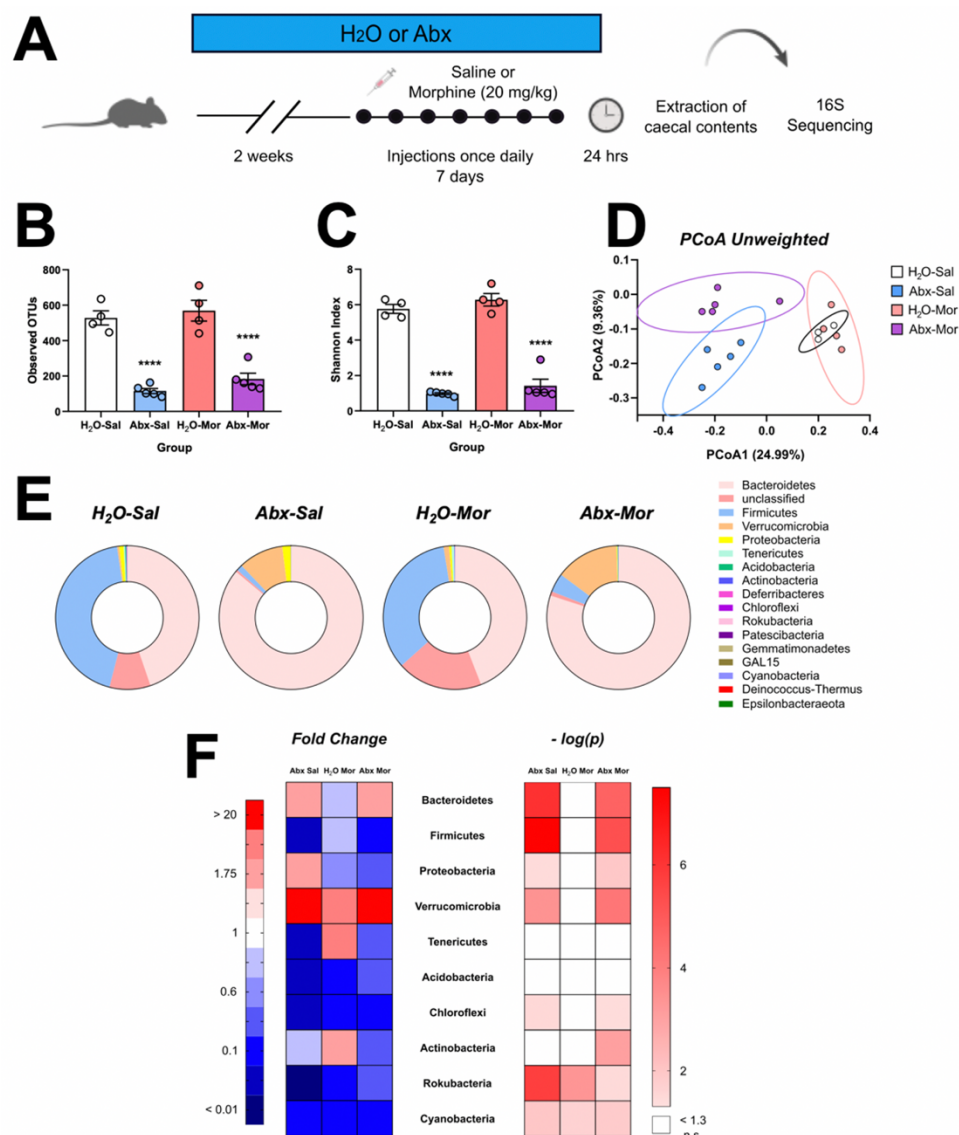 A
H₂O or Abx
Saline or
Morphine (20 mg/kg)
2 weeks
Injections once daily
7 days
24 hrs
Extraction of
caecal contents
16S
Sequencing
B
Observed OTUs
800
600
400
200
0
****
****
H₂O-Sal Abx-Sal H₂O-Mor Abx-Mor
Group
C
Shannon Index
8
6
4
2
0
****
****
H₂O-Sal Abx-Sal H₂O-Mor Abx-Mor
Group
D
PCoA Unweighted
PCoA2 (9.36%)
0.1
0.0
-0.1
-0.2
-0.3
-0.4 -0.2 0.0 0.2 0.4
PCoA1 (24.99%)
H₂O-Sal
Abx-Sal
H₂O-Mor
Abx-Mor
E
H₂O-Sal
Abx-Sal
H₂O-Mor
Abx-Mor
Bacteroidetes
unclassified
Firmicutes
Verrucomicrobia
Proteobacteria
Tenericutes
Acidobacteria
Actinobacteria
Deferribacteres
Chloroflexi
Rokubacteria
Patescibacteria
Gemmatimonadetes
GAL15
Cyanobacteria
Deinococcus-Thermus
Epsilonbacteraeota
F
Fold Change
- log(p)
Abx Sal H₂O Mor Abx Mor
Abx Sal H₂O Mor Abx Mor
> 20
1.75
1
0.6
0.1
< 0.01
Bacteroidetes
Firmicutes
Proteobacteria
Verrucomicrobia
Tenericutes
Acidobacteria
Chloroflexi
Actinobacteria
Rokubacteria
Cyanobacteria
6
4
2
< 1.3